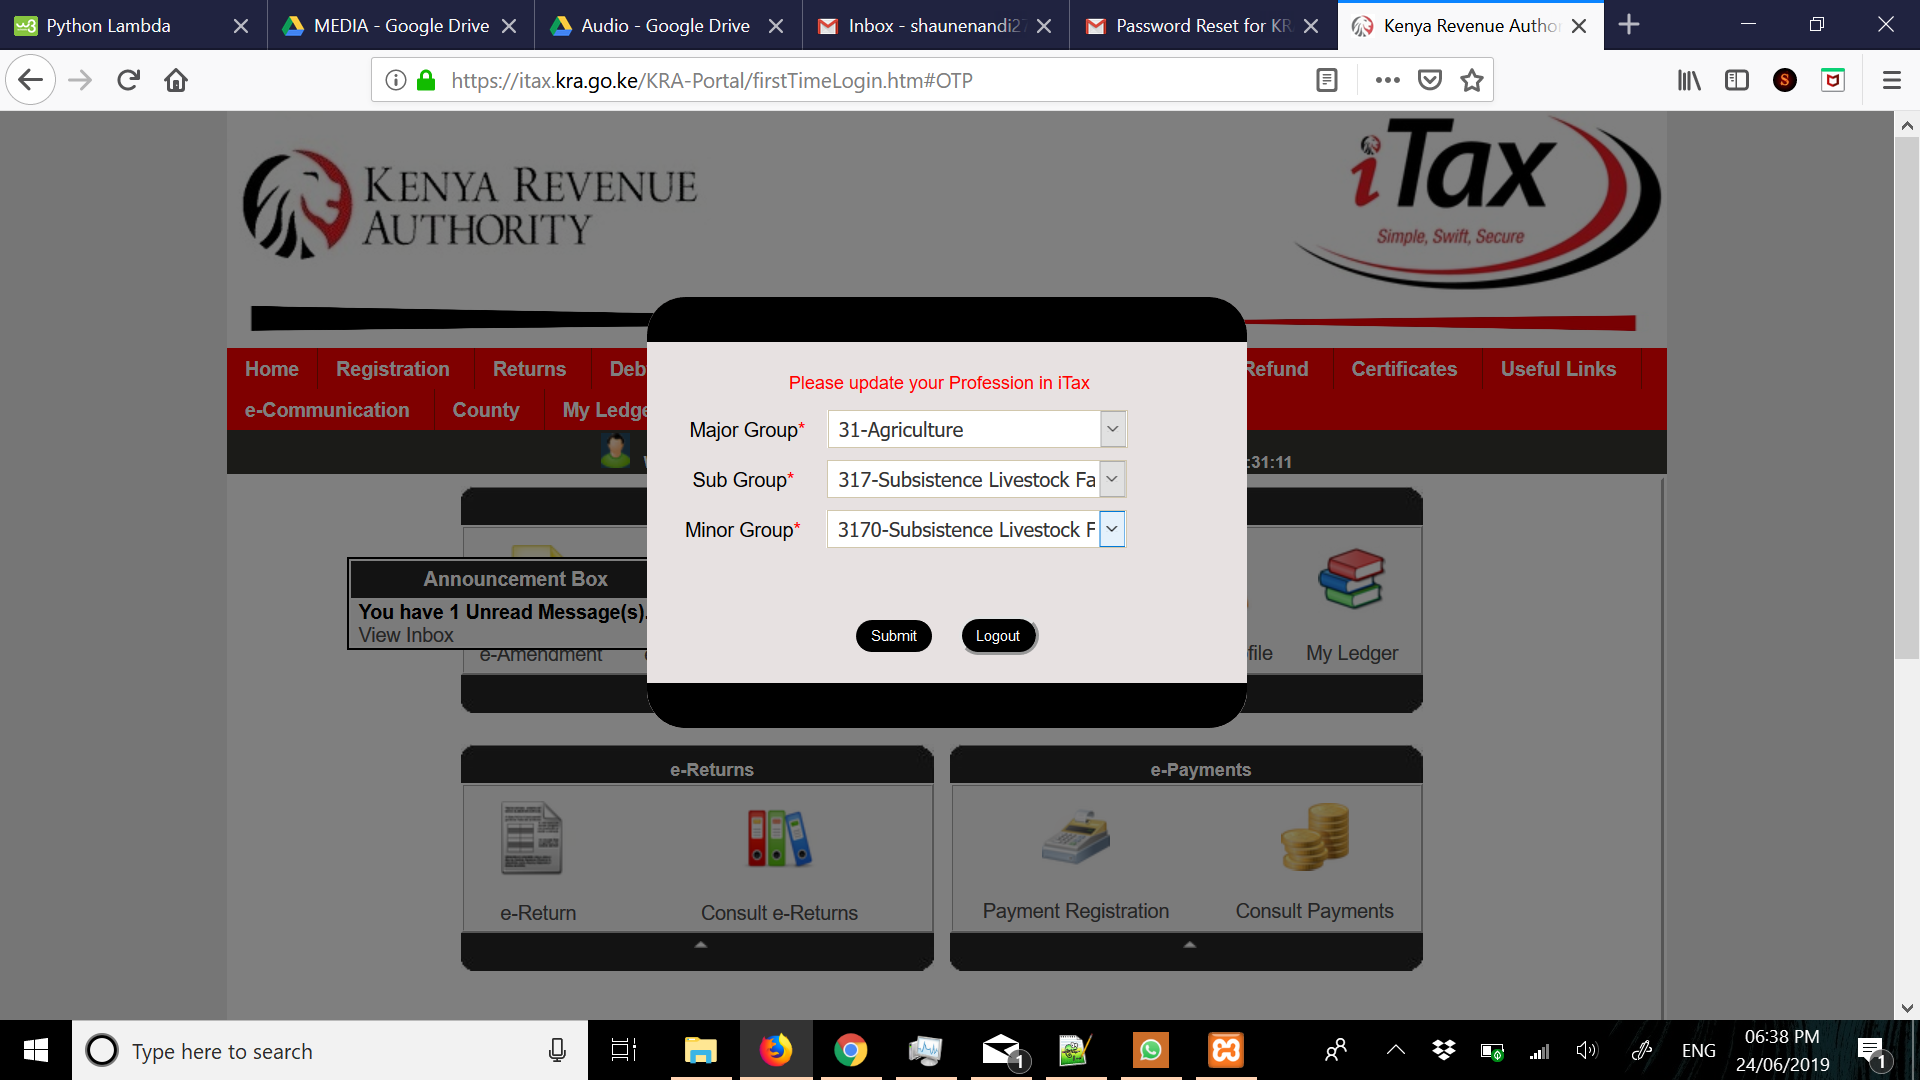 Python Lambda
MEDIA - Google Drive
Audio - Google Drive
Inbox - shaunenandi27
Password Reset for KR
Kenya Revenue Author
https://itax.kra.go.ke/KRA-Portal/firstTimeLogin.htm#OTP
KENYA REVENUE
AUTHORITY
iTax
Simple, Swift, Secure
Home
Registration
Returns
Deb
Refund
Certificates
Useful Links
e-Communication
County
My Ledge
:31:11
Please update your Profession in iTax
Major Group*
31-Agriculture
Sub Group*
317-Subsistence Livestock Fa
Minor Group*
3170-Subsistence Livestock F
Submit
Logout
Announcement Box
You have 1 Unread Message(s).
View Inbox
e-Amendment
file
My Ledger
e-Returns
e-Payments
e-Return
Consult e-Returns
Payment Registration
Consult Payments
Type here to search
1
ENG
06:38 PM
24/06/2019
1